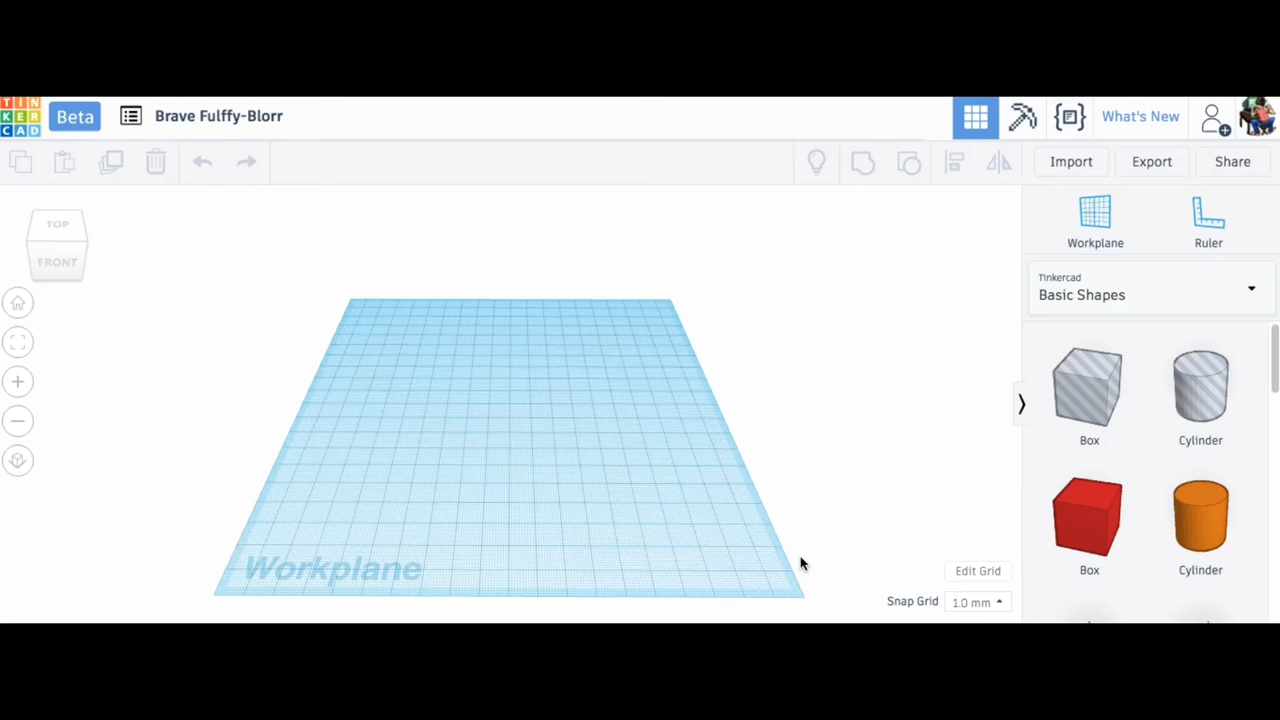 TIN
KER
CAD
Beta
Brave Fulffy-Blorr
What's New
Import
Export
Share
TOP
FRONT
Workplane
Ruler
Tinkercad
Basic Shapes
Box
Cylinder
Box
Cylinder
Workplane
Edit Grid
Snap Grid
1.0 mm